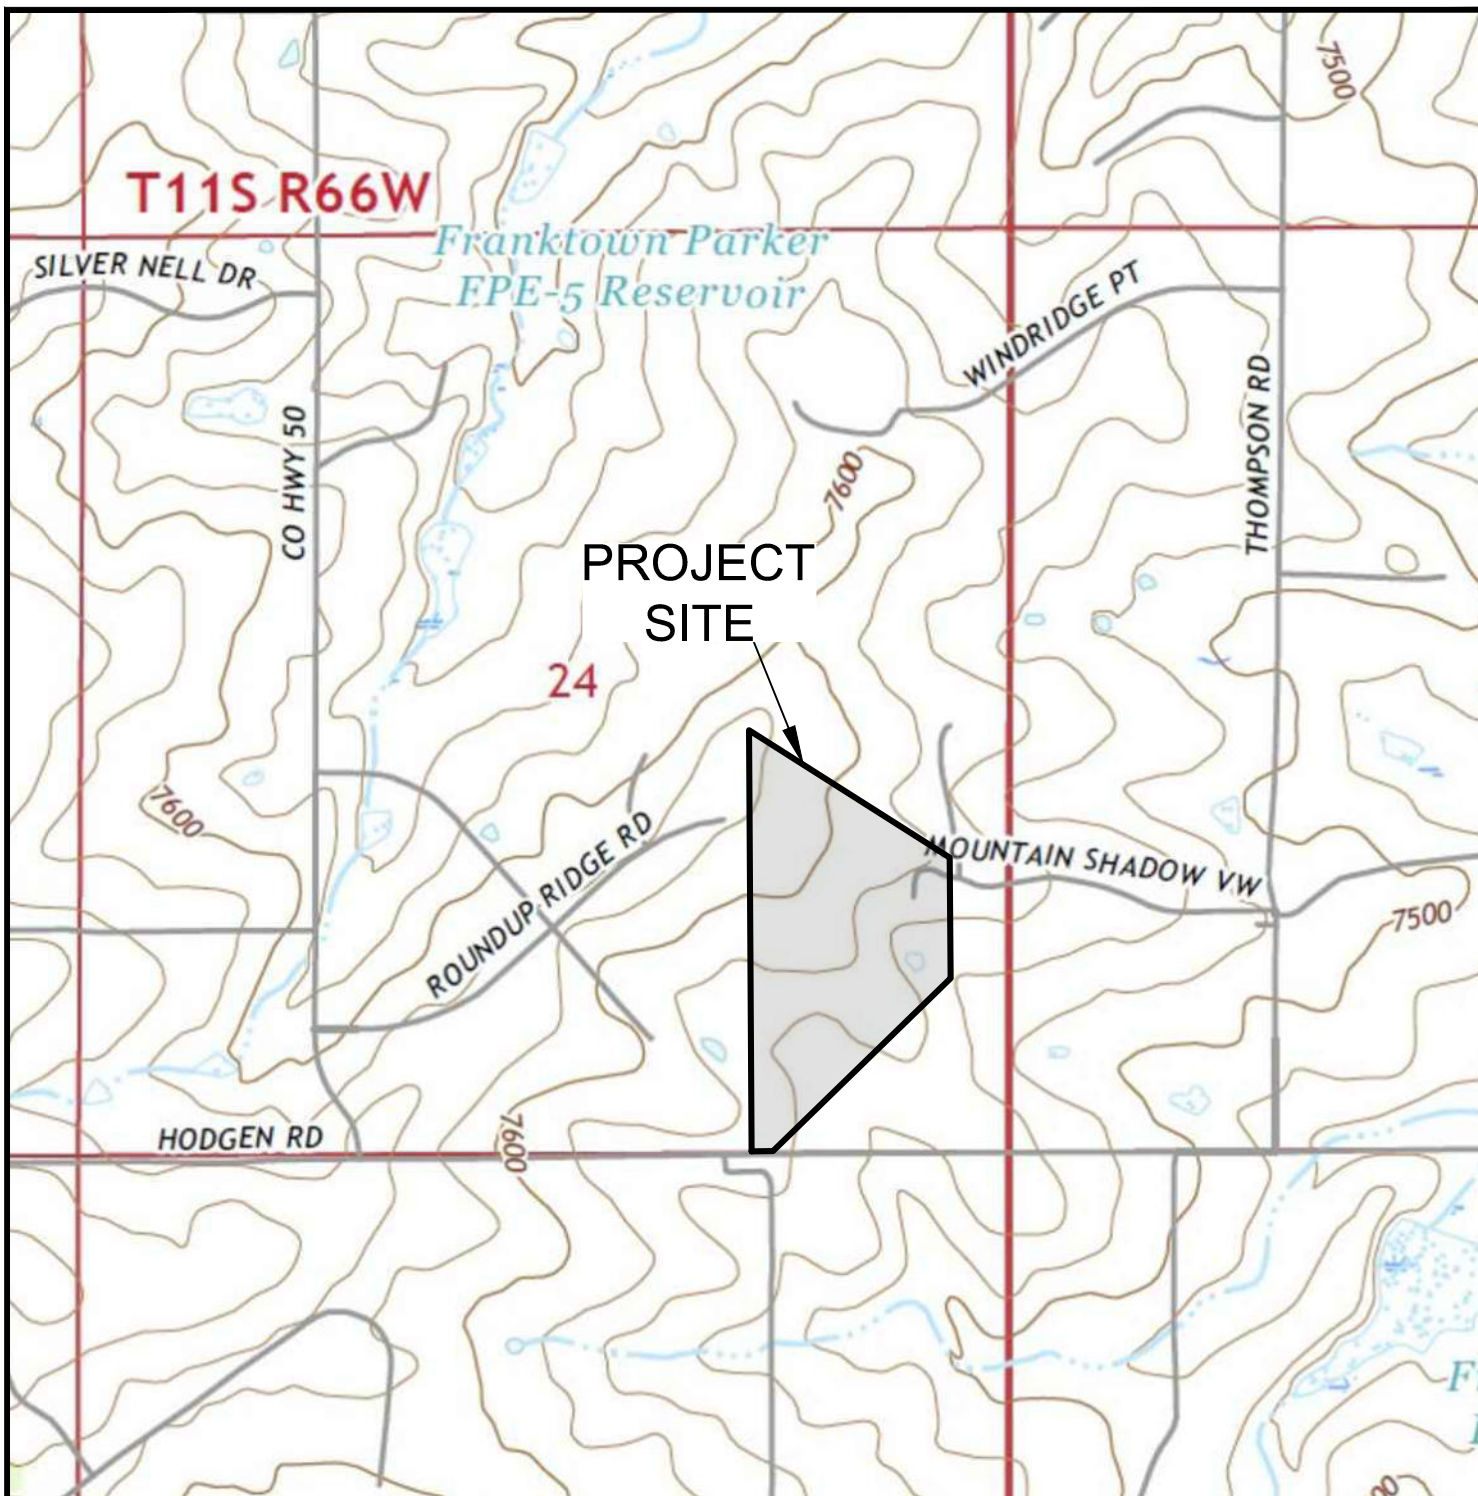 7500
T11S R66W
Franktown Parker
FPE-5 Reservoir
SILVER NELL DR
WINDRIDGE PT
THOMPSON RD
CO HWY 50
7600
PROJECT
SITE
24
7600
ROUNDUP RIDGE RD
MOUNTAIN SHADOW VW
7500
HODGEN RD
7600